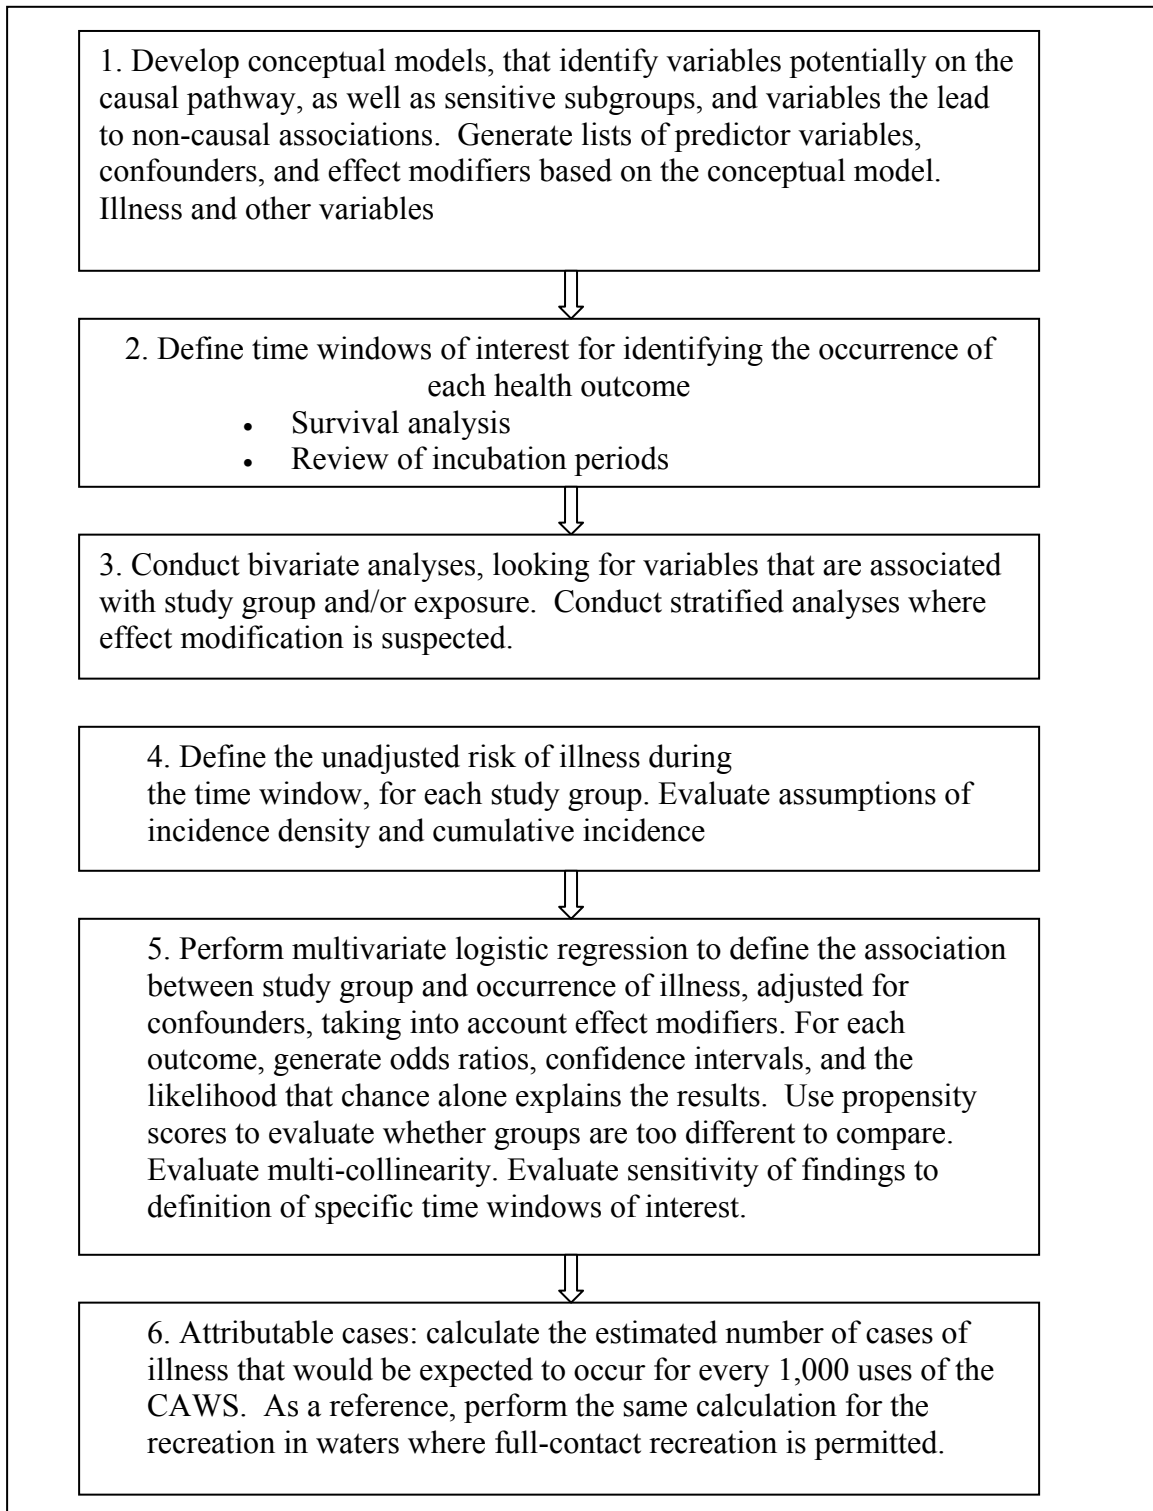 1. Develop conceptual models, that identify variables potentially on the
causal pathway, as well as sensitive subgroups, and variables the lead
to non-causal associations.  Generate lists of predictor variables,
confounders, and effect modifiers based on the conceptual model.
Illness and other variables
2. Define time windows of interest for identifying the occurrence of
each health outcome
• Survival analysis
• Review of incubation periods
3. Conduct bivariate analyses, looking for variables that are associated
with study group and/or exposure.  Conduct stratified analyses where
effect modification is suspected.
4. Define the unadjusted risk of illness during
the time window, for each study group. Evaluate assumptions of
incidence density and cumulative incidence
5. Perform multivariate logistic regression to define the association
between study group and occurrence of illness, adjusted for
confounders, taking into account effect modifiers. For each
outcome, generate odds ratios, confidence intervals, and the
likelihood that chance alone explains the results.  Use propensity
scores to evaluate whether groups are too different to compare.
Evaluate multi-collinearity. Evaluate sensitivity of findings to
definition of specific time windows of interest.
6. Attributable cases: calculate the estimated number of cases of
illness that would be expected to occur for every 1,000 uses of the
CAWS.  As a reference, perform the same calculation for the
recreation in waters where full-contact recreation is permitted.